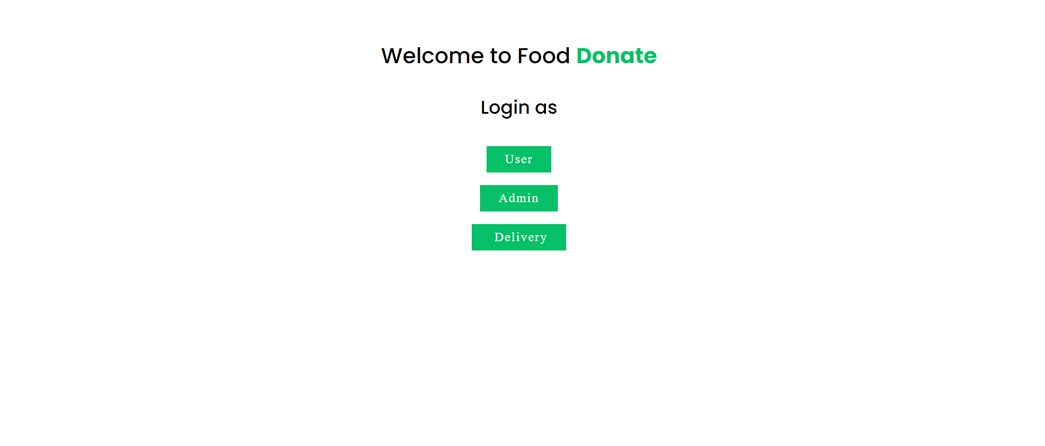 Welcome to Food Donate
Login as
User
Admin
Delivery